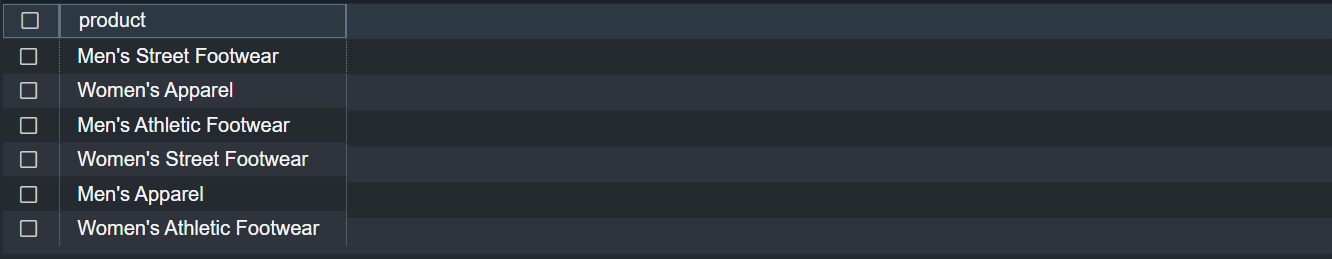 product
Men's Street Footwear
Women's Apparel
Men's Athletic Footwear
Women's Street Footwear
Men's Apparel
Women's Athletic Footwear